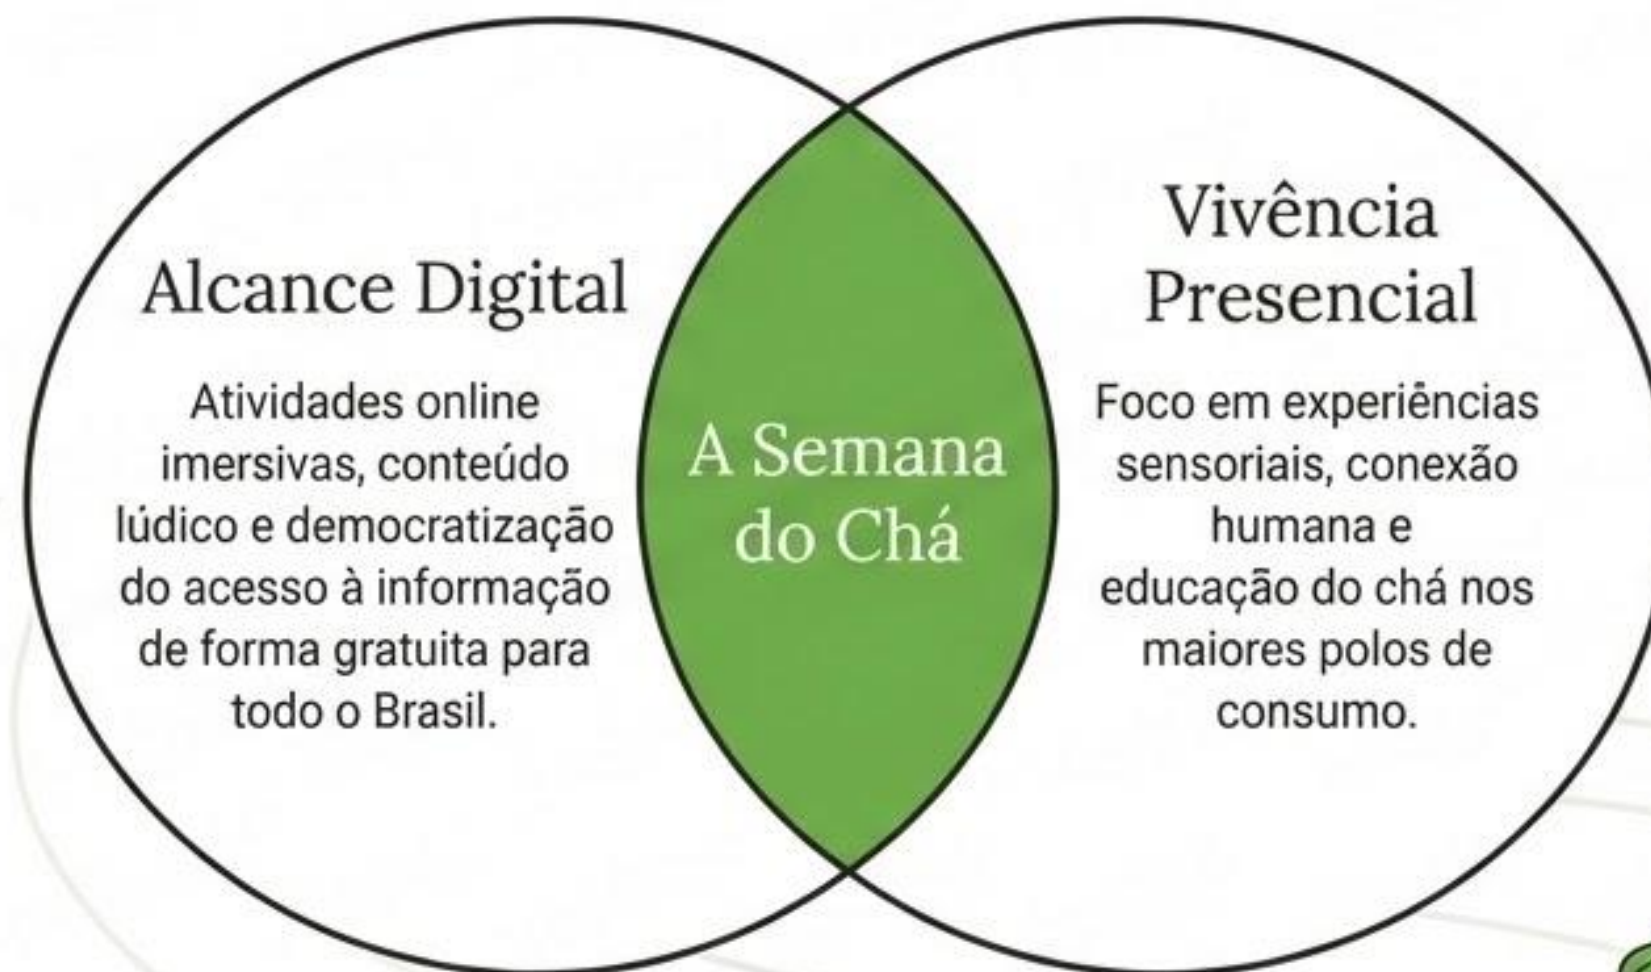 Alcance Digital
Atividades online
imersivas, conteúdo
lúdico e democratização
do acesso à informação
de forma gratuita para
todo o Brasil.
A Semana
do Chá
Vivência
Presencial
Foco em experiências
sensoriais, conexão
humana e
educação do chá nos
maiores polos de
consumo.